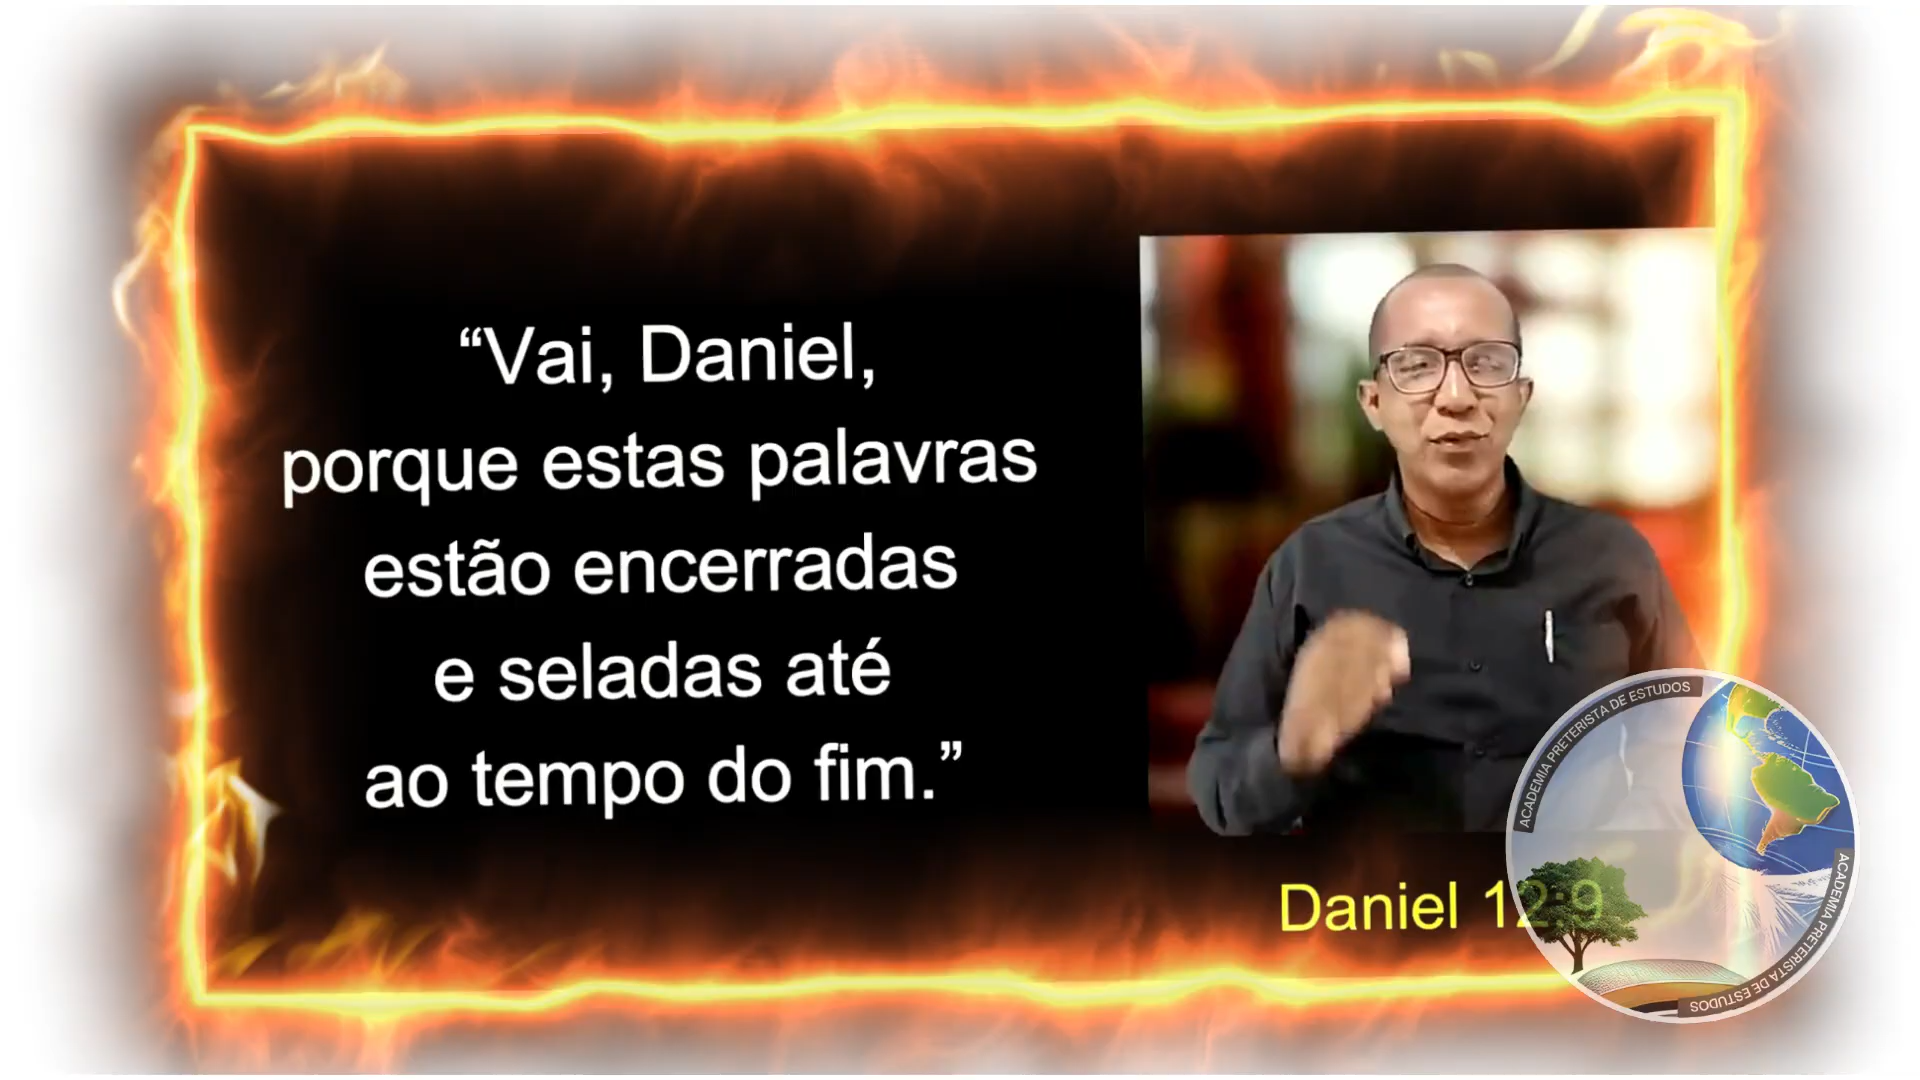 “Vai, Daniel,
porque estas palavras
estão encerradas
e seladas até
ao tempo do fim.”
Daniel 12:9
ACADEMIA PRETERISTA DE ESTUDOS
ACADEMIA PRETERISTA DE ESTUDOS